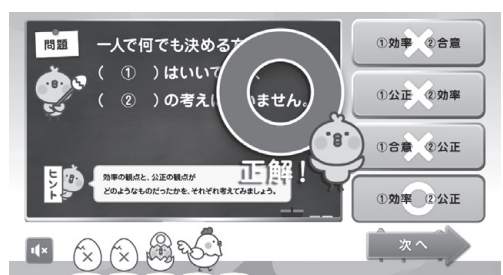 問題
一人で何でも決める方
( ① )はいいで
( ② )の考えに いません。
正解!
ヒント
効率の観点と、公正の観点が
どのようなものだったかを、それぞれ考えてみましょう。
①効率 ②合意
①公正 ②効率
①合意 ②公正
①効率 ②公正
次へ